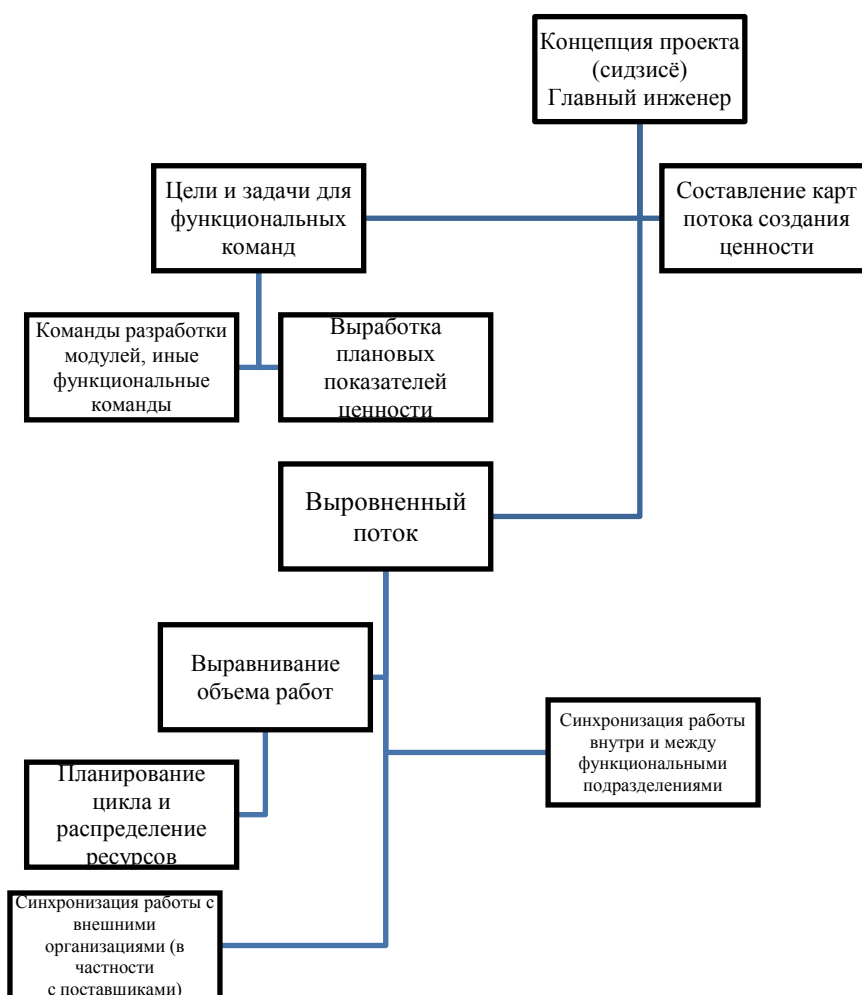 Концепция проекта
(сидзисё)
Главный инженер
Цели и задачи для
функциональных
команд
Составление карт
потока создания
ценности
Команды разработки
модулей, иные
функциональные
команды
Выработка
плановых
показателей
ценности
Выровненный
поток
Выравнивание
объема работ
Синхронизация работы
внутри и между
функциональными
подразделениями
Планирование
цикла и
распределение
ресурсов
Синхронизация работы с
внешними
организациями (в
частности
с поставщиками)